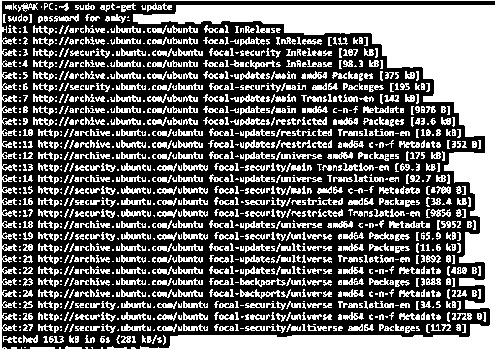 amky@AK-PC:~$ sudo apt-get update
[sudo] password for amky:
Hit:1 http://archive.ubuntu.com/ubuntu focal InRelease
Get:2 http://archive.ubuntu.com/ubuntu focal-updates InRelease [111 kB]
Get:3 http://security.ubuntu.com/ubuntu focal-security InRelease [107 kB]
Get:4 http://archive.ubuntu.com/ubuntu focal-backports InRelease [98.3 kB]
Get:5 http://archive.ubuntu.com/ubuntu focal-updates/main amd64 Packages [375 kB]
Get:6 http://security.ubuntu.com/ubuntu focal-security/main amd64 Packages [195 kB]
Get:7 http://archive.ubuntu.com/ubuntu focal-updates/main Translation-en [142 kB]
Get:8 http://archive.ubuntu.com/ubuntu focal-updates/main amd64 c-n-f Metadata [9876 B]
Get:9 http://archive.ubuntu.com/ubuntu focal-updates/restricted amd64 Packages [43.6 kB]
Get:10 http://archive.ubuntu.com/ubuntu focal-updates/restricted Translation-en [10.8 kB]
Get:11 http://archive.ubuntu.com/ubuntu focal-updates/restricted amd64 c-n-f Metadata [352 B]
Get:12 http://archive.ubuntu.com/ubuntu focal-updates/universe amd64 Packages [175 kB]
Get:13 http://security.ubuntu.com/ubuntu focal-security/main Translation-en [69.3 kB]
Get:14 http://archive.ubuntu.com/ubuntu focal-updates/universe Translation-en [92.7 kB]
Get:15 http://security.ubuntu.com/ubuntu focal-security/main amd64 c-n-f Metadata [4700 B]
Get:16 http://security.ubuntu.com/ubuntu focal-security/restricted amd64 Packages [38.4 kB]
Get:17 http://security.ubuntu.com/ubuntu focal-security/restricted Translation-en [9856 B]
Get:18 http://archive.ubuntu.com/ubuntu focal-updates/universe amd64 c-n-f Metadata [5952 B]
Get:19 http://security.ubuntu.com/ubuntu focal-security/universe amd64 Packages [65.9 kB]
Get:20 http://archive.ubuntu.com/ubuntu focal-updates/multiverse amd64 Packages [11.6 kB]
Get:21 http://archive.ubuntu.com/ubuntu focal-updates/multiverse Translation-en [3892 B]
Get:22 http://archive.ubuntu.com/ubuntu focal-updates/multiverse amd64 c-n-f Metadata [480 B]
Get:23 http://archive.ubuntu.com/ubuntu focal-backports/universe amd64 Packages [3088 B]
Get:24 http://archive.ubuntu.com/ubuntu focal-backports/universe amd64 c-n-f Metadata [224 B]
Get:25 http://security.ubuntu.com/ubuntu focal-security/universe Translation-en [34.5 kB]
Get:26 http://security.ubuntu.com/ubuntu focal-security/universe amd64 c-n-f Metadata [2728 B]
Get:27 http://security.ubuntu.com/ubuntu focal-security/multiverse amd64 Packages [1172 B]
Fetched 1613 kB in 6s (281 kB/s)